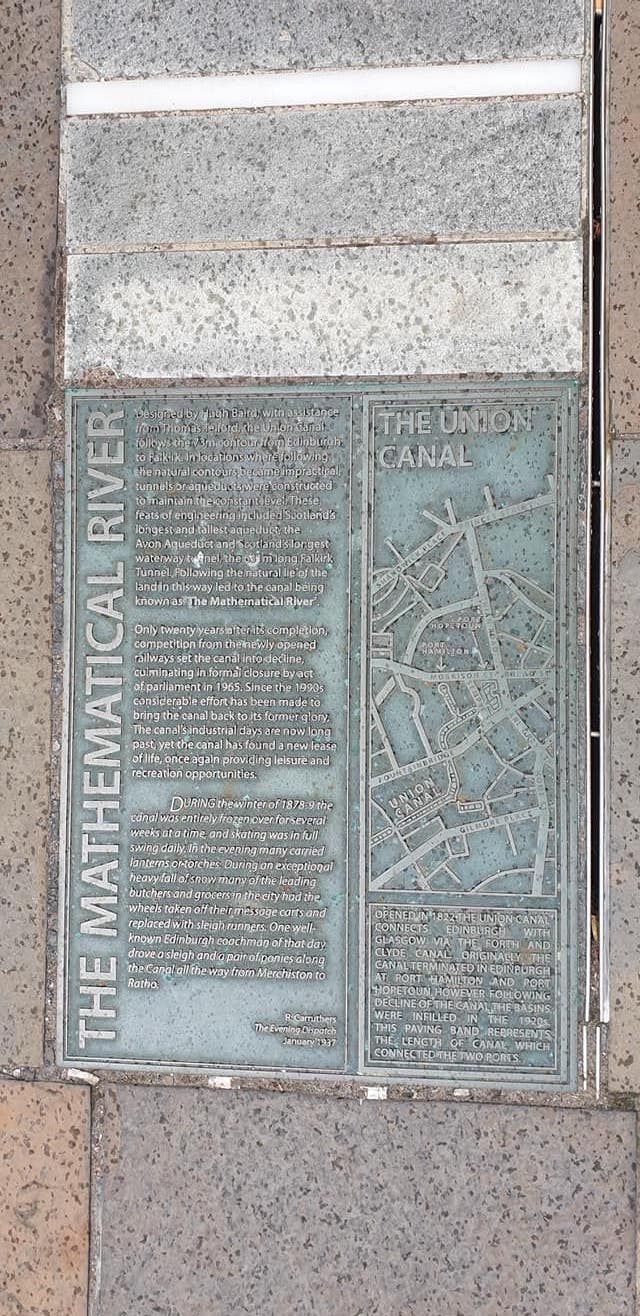 THE MATHEMATICAL RIVER
Designed by Hugh Baird, with assistance
from Thomas Telford, the Union Canal
follows the 73m contour from Edinburgh
to Falkirk. In locations where following
the natural contours became impractical,
tunnels or aqueducts were constructed
to maintain the constant level. These
feats of engineering included Scotland's
longest and tallest aqueduct, the
Avon Aqueduct and Scotland's longest
waterway tunnel, the long Falkirk
Tunnel. Following the natural lie of the
land in this way led to the canal being
known as 'The Mathematical River'.
Only twenty years after its completion,
competition from the newly opened
railways set the canal into decline,
culminating in formal closure by act
of parliament in 1965. Since the 1990s
considerable effort has been made to
bring the canal back to its former glory.
The canal's industrial days are now long
past, yet the canal has found a new lease
of life, once again providing leisure and
recreation opportunities.
DURING the winter of 1878-9 the
canal was entirely frozen over for several
weeks at a time, and skating was in full
swing daily. In the evening many carried
lanterns or torches. During an exceptional
heavy fall of snow many of the leading
butchers and grocers in the city had the
wheels taken off their message carts and
replaced with sleigh runners. One well-
known Edinburgh coachman of that day
drove a sleigh and a pair of ponies along
the Canal all the way from Merchiston to
Ratho.
R. Carruthers
The Evening Dispatch
January 1937
THE UNION
CANAL
PORT
HOPETOUN
PORT
HAMILTON
MORRISON
FOUNTAINBRIDGE
UNION
CANAL
GILMORE PLACE
OPENED IN 1822 THE UNION CANAL
CONNECTS EDINBURGH WITH
GLASGOW VIA THE FORTH AND
CLYDE CANAL. ORIGINALLY THE
CANAL TERMINATED IN EDINBURGH
AT PORT HAMILTON AND PORT
HOPETOUN, HOWEVER FOLLOWING
DECLINE OF THE CANAL, THE BASINS
WERE INFILLED IN THE 1920s.
THIS PAVING BAND REPRESENTS
THE LENGTH OF CANAL WHICH
CONNECTED THE TWO PORTS.